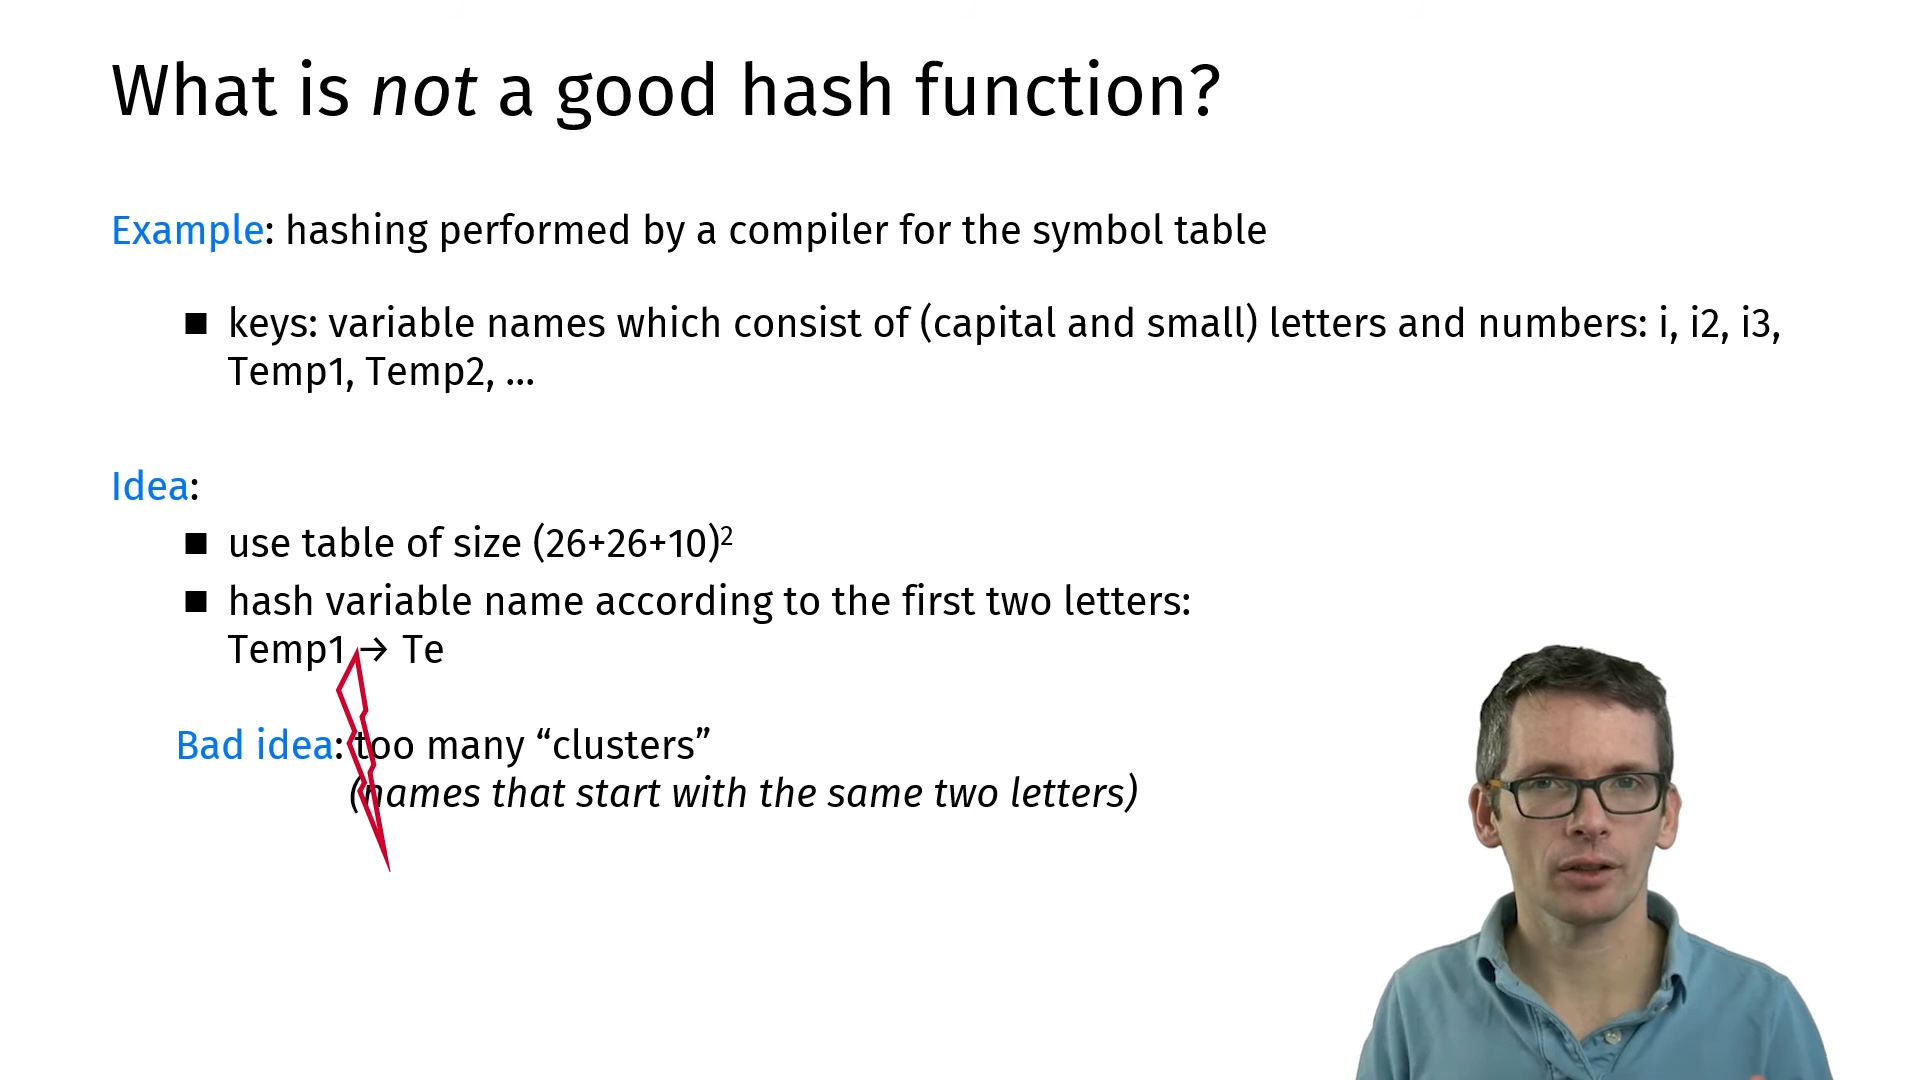 What is not a good hash function?
Example: hashing performed by a compiler for the symbol table
■ keys: variable names which consist of (capital and small) letters and numbers: i, i2, i3,
Temp1, Temp2, ...
Idea:
■ use table of size (26+26+10)²
■ hash variable name according to the first two letters:
Temp1 → Te
Bad idea: too many “clusters”
(names that start with the same two letters)